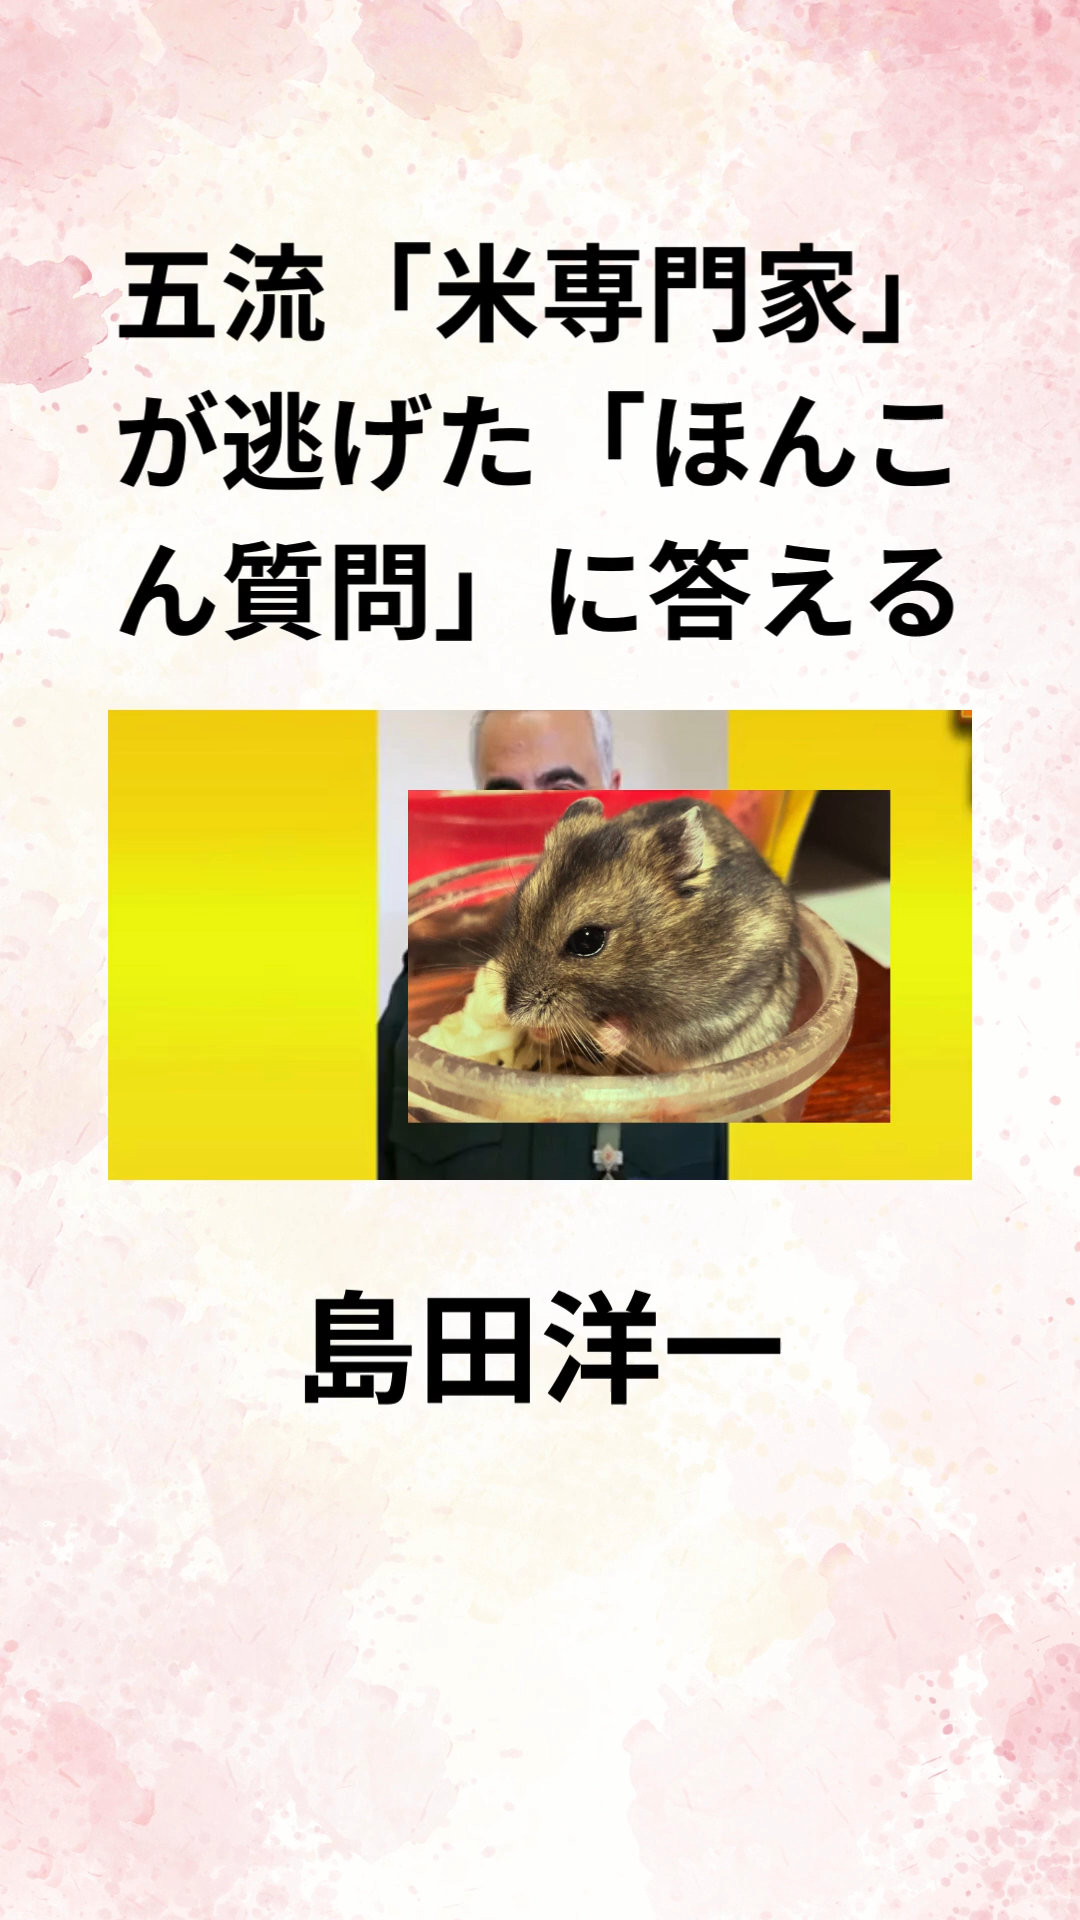 五流「米専門家」
が逃げた「ほんこ
ん質問」に答える
島田洋一